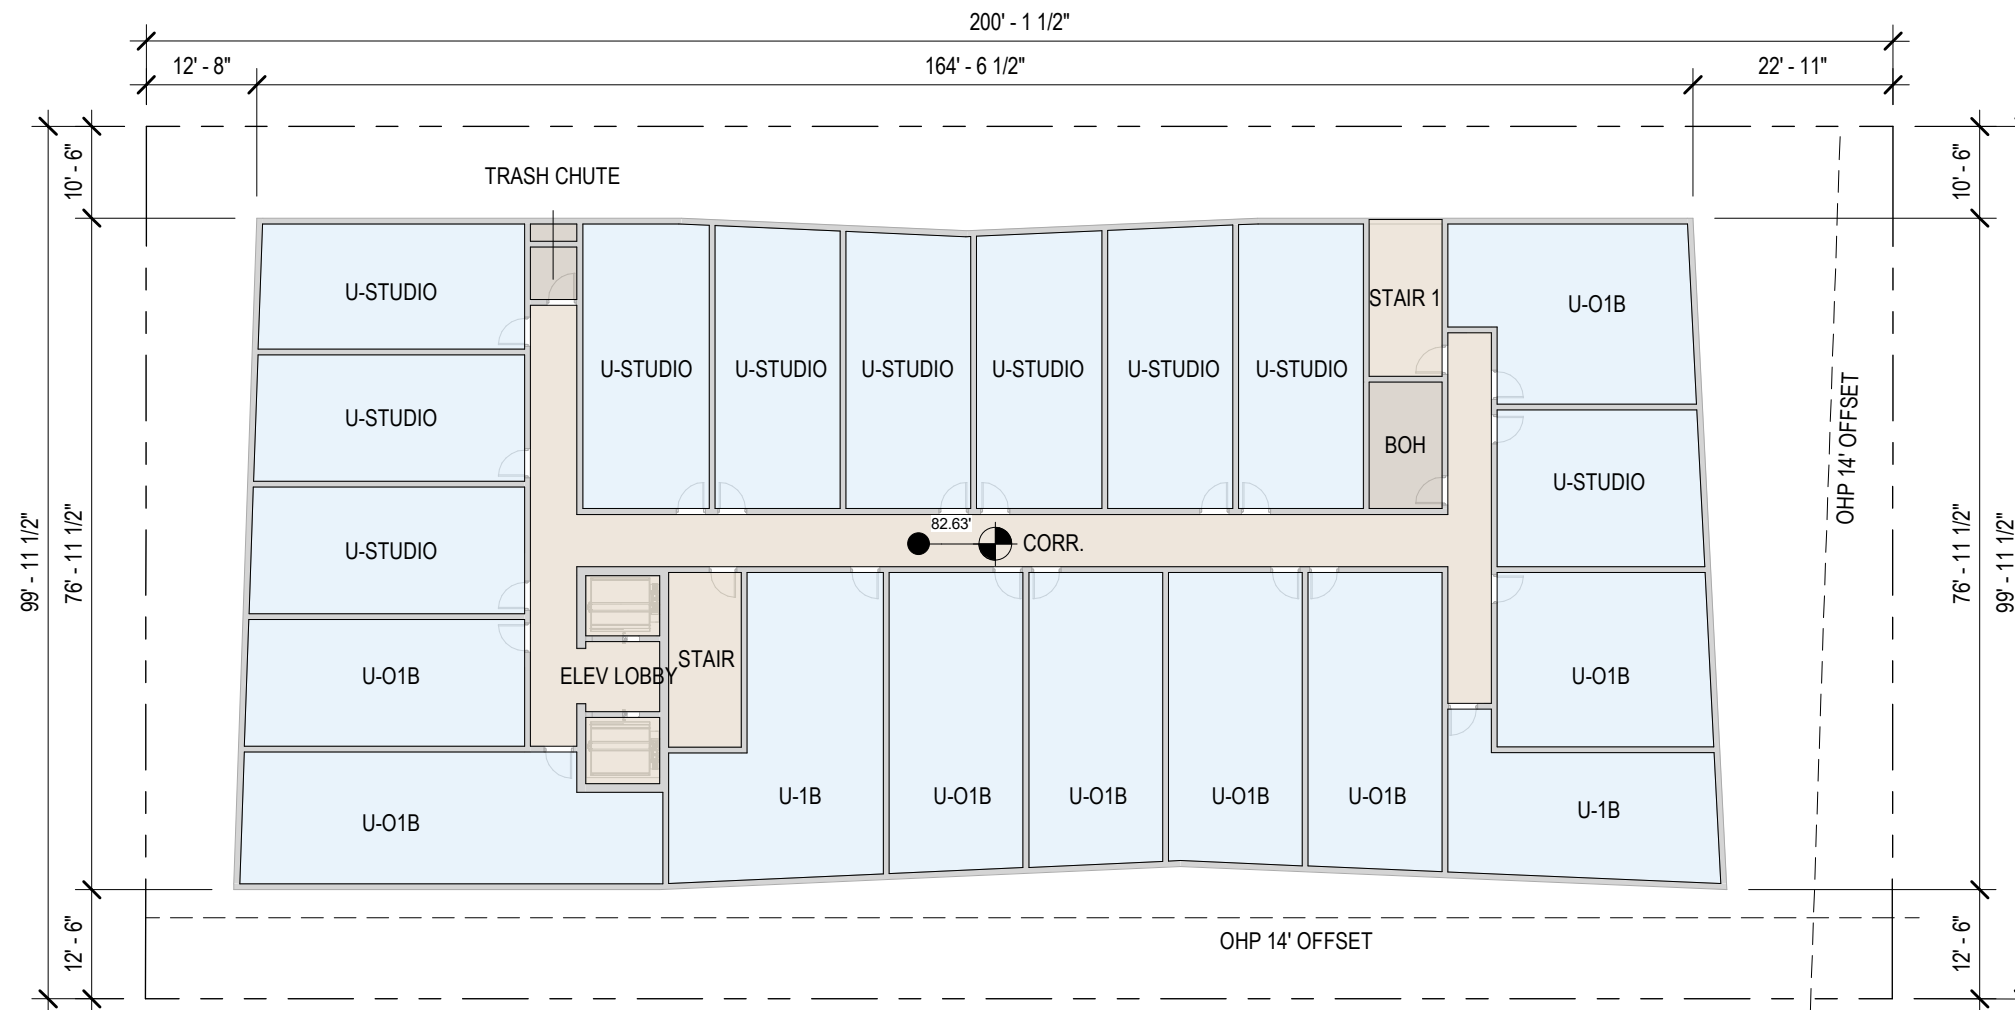 200' - 1 1/2"
12' - 8"
164' - 6 1/2"
22' - 11"
10' - 6"
10' - 6"
TRASH CHUTE
U-STUDIO
STAIR 1
U-O1B
U-STUDIO
U-STUDIO
U-STUDIO
U-STUDIO
U-STUDIO
U-STUDIO
U-STUDIO
BOH
OHP 14' OFFSET
U-STUDIO
82.63'
CORR.
U-STUDIO
99' - 11 1/2"
76' - 11 1/2"
76' - 11 1/2"
99' - 11 1/2"
ELEV LOBBY
STAIR
U-O1B
U-O1B
U-1B
U-O1B
U-O1B
U-O1B
U-O1B
U-1B
U-O1B
12' - 6"
OHP 14' OFFSET
12' - 6"